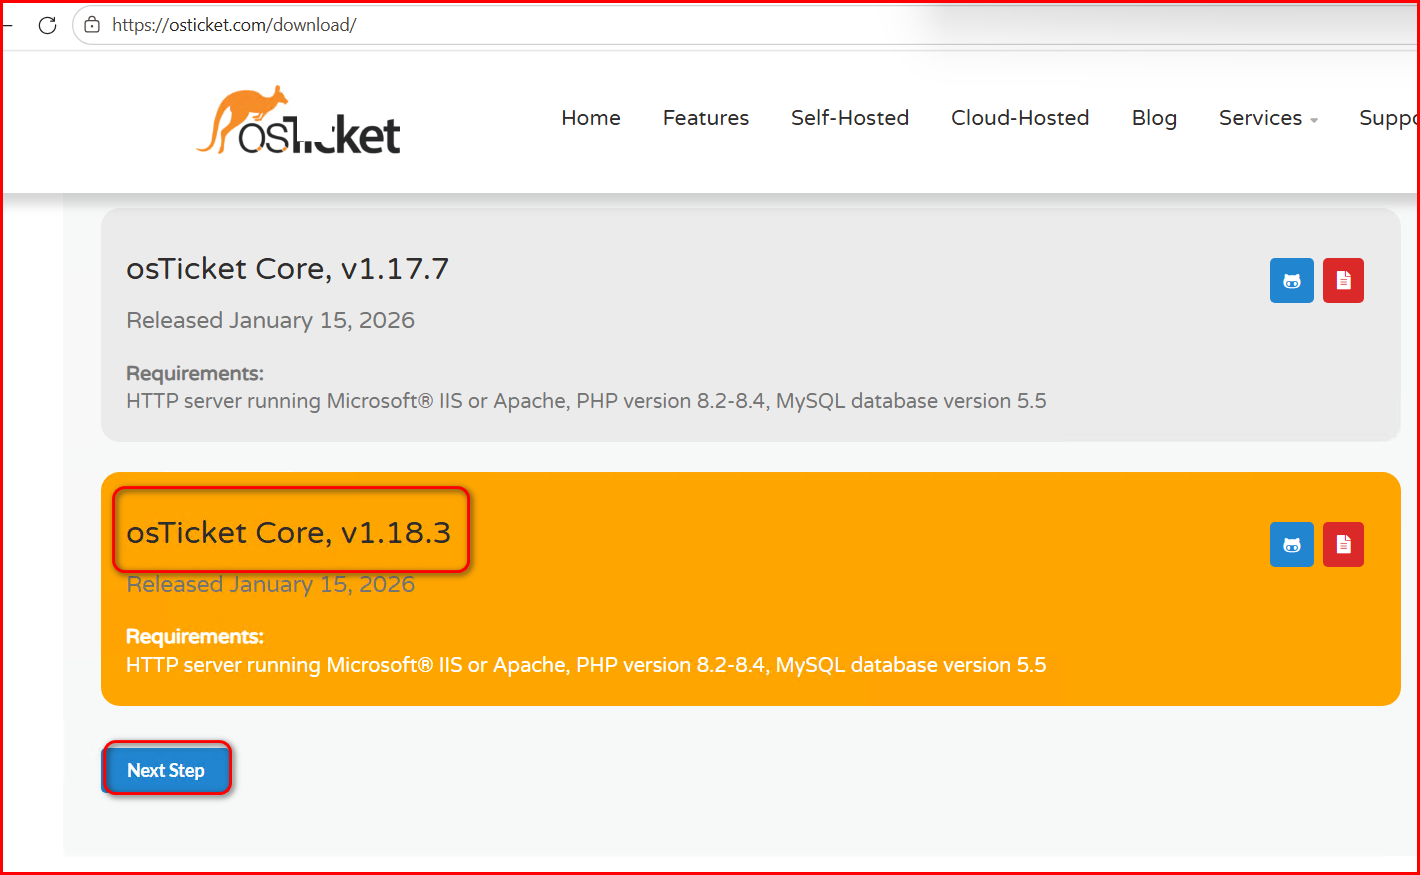 https://osticket.com/download/
osTicket
Home Features Self-Hosted Cloud-Hosted Blog Services
osTicket Core, v1.17.7
Released January 15, 2026
Requirements:
HTTP server running Microsoft® IIS or Apache, PHP version 8.2-8.4, MySQL database version 5.5
osTicket Core, v1.18.3
Released January 15, 2026
Requirements:
HTTP server running Microsoft® IIS or Apache, PHP version 8.2-8.4, MySQL database version 5.5
Next Step